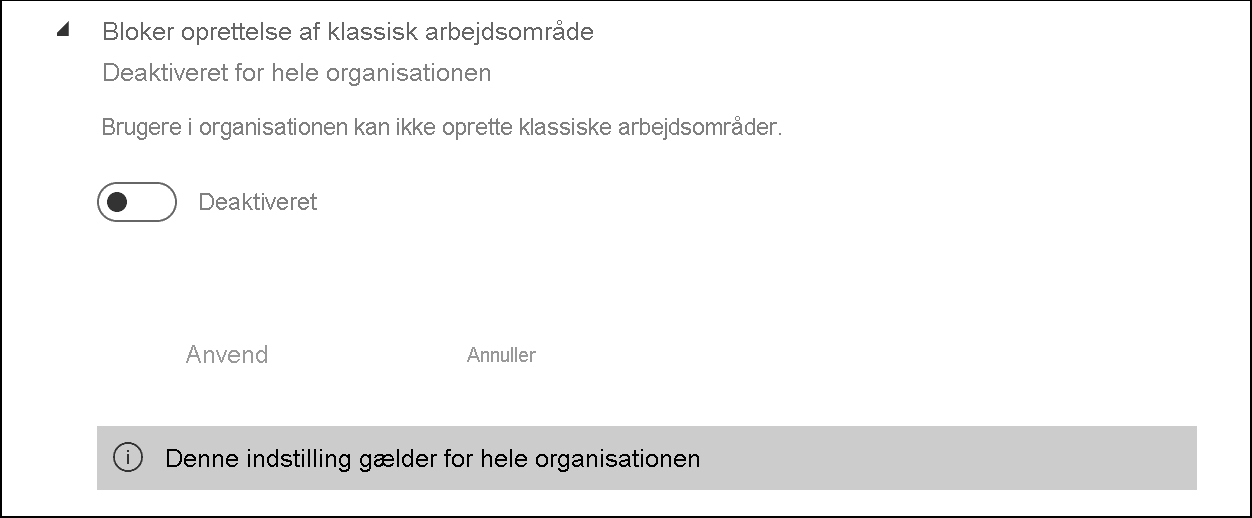 Bloker oprettelse af klassisk arbejdsområde
Deaktiveret for hele organisationen
Brugere i organisationen kan ikke oprette klassiske arbejdsområder.
Deaktiveret
Anvend Annuller
Denne indstilling gælder for hele organisationen